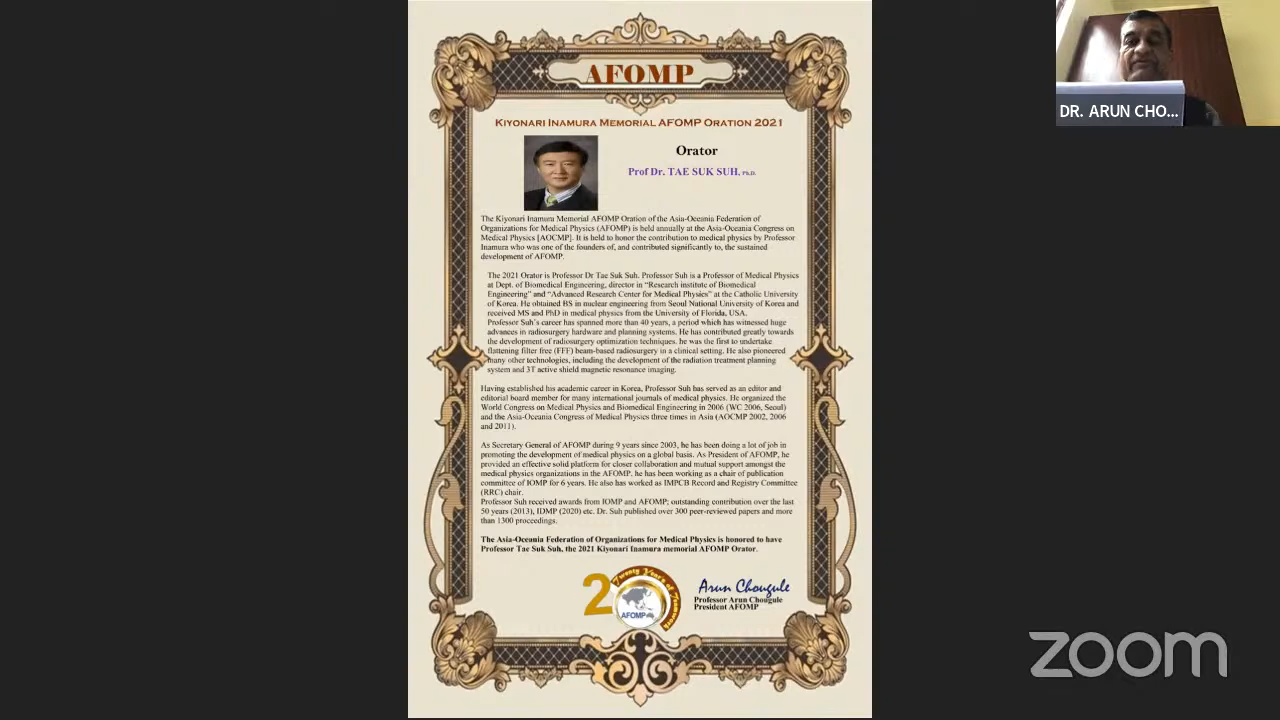 AFOMP
KIYONARI INAMURA MEMORIAL AFOMP ORATION 2021
Orator
Prof Dr. TAE SUK SUH, Ph.D.
The Kiyonari Inamura Memorial AFOMP Oration of the Asia-Oceania Federation of
Organizations for Medical Physics (AFOMP) is held annually at the Asia-Oceania Congress on
Medical Physics [AOCMP]. It is held to honor the contribution to medical physics by Professor
Inamura who was one of the founders of, and contributed significantly to, the sustained
development of AFOMP.
The 2021 Orator is Professor Dr Tae Suk Suh. Professor Suh is a Professor of Medical Physics
at Dept. of Biomedical Engineering, director in “Research institute of Biomedical
Engineering” and “Advanced Research Center for Medical Physics” at the Catholic University
of Korea. He obtained BS in nuclear engineering from Seoul National University of Korea and
received MS and PhD in medical physics from the University of Florida, USA.
Professor Suh’s career has spanned more than 40 years, a period which has witnessed huge
advances in radiosurgery hardware and planning systems. He has contributed greatly towards
the development of radiosurgery optimization techniques. he was the first to undertake
flattening filter free (FFF) beam-based radiosurgery in a clinical setting. He also pioneered
many other technologies, including the development of the radiation treatment planning
system and 3T active shield magnetic resonance imaging.
Having established his academic career in Korea, Professor Suh has served as an editor and
editorial board member for many international journals of medical physics. He organized the
World Congress on Medical Physics and Biomedical Engineering in 2006 (WC 2006, Seoul)
and the Asia-Oceania Congress of Medical Physics three times in Asia (AOCMP 2002, 2006
and 2011).
As Secretary General of AFOMP during 9 years since 2003, he has been doing a lot of job in
promoting the development of medical physics on a global basis. As President of AFOMP, he
provided an effective solid platform for closer collaboration and mutual support amongst the
medical physics organizations in the AFOMP. he has been working as a chair of publication
committee of IOMP for 6 years. He also has worked as IMPCB Record and Registry Committee
(RRC) chair.
Professor Suh received awards from IOMP and AFOMP; outstanding contribution over the last
50 years (2013), IDMP (2020) etc. Dr. Suh published over 300 peer-reviewed papers and more
than 1300 proceedings.
The Asia-Oceania Federation of Organizations for Medical Physics is honored to have
Professor Tae Suk Suh, the 2021 Kiyonari Inamura memorial AFOMP Orator.
2
Twenty Years of Teamwork
AFOMP
Arun Chougule
Professor Arun Chougule
President AFOMP
DR. ARUN CHO...
zoom